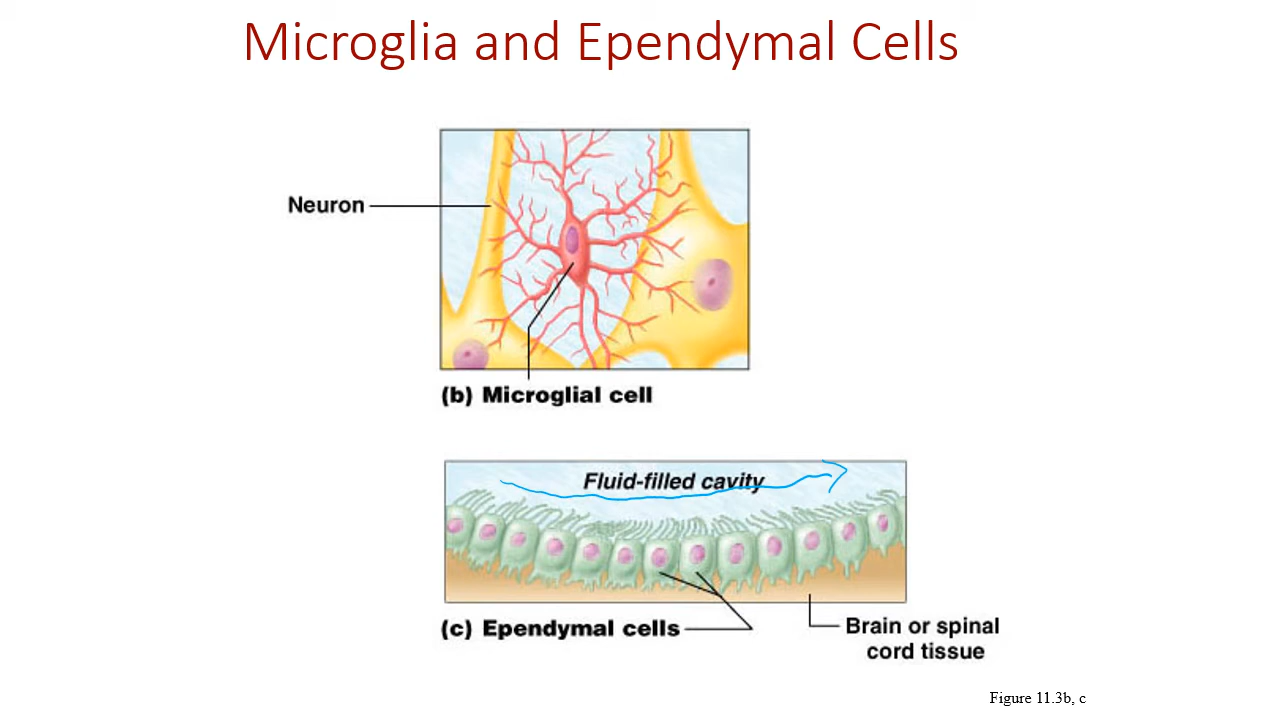 Microglia and Ependymal Cells
Neuron
(b) Microglial cell
Fluid-filled cavity
(c) Ependymal cells
Brain or spinal
cord tissue
Figure 11.3b, c